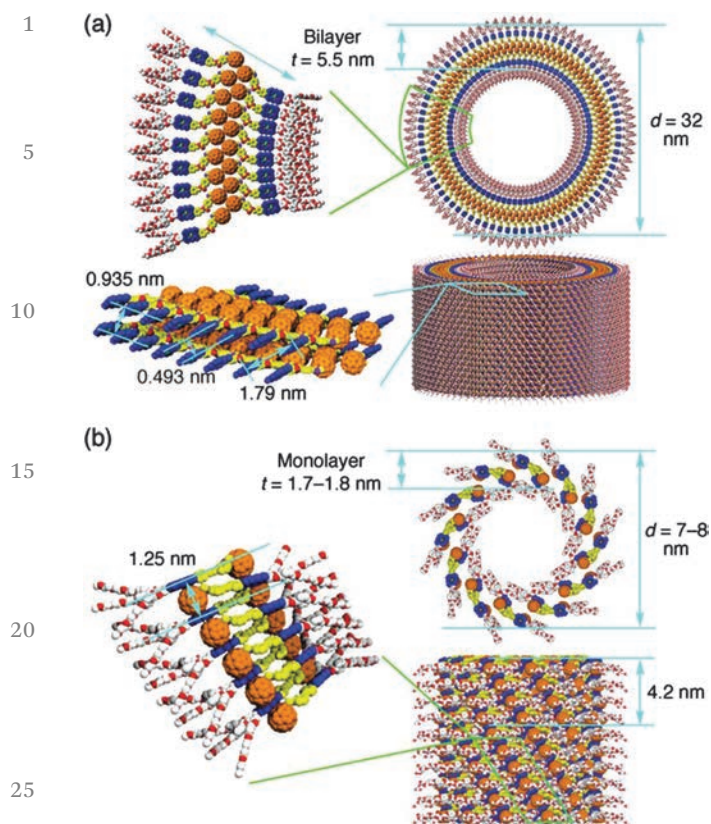 1
(a)
Bilayer
t = 5.5 nm
d = 32
nm
5
0.935 nm
10
0.493 nm
1.79 nm
(b)
15
Monolayer
t = 1.7–1.8 nm
d = 7–8
nm
1.25 nm
20
4.2 nm
25